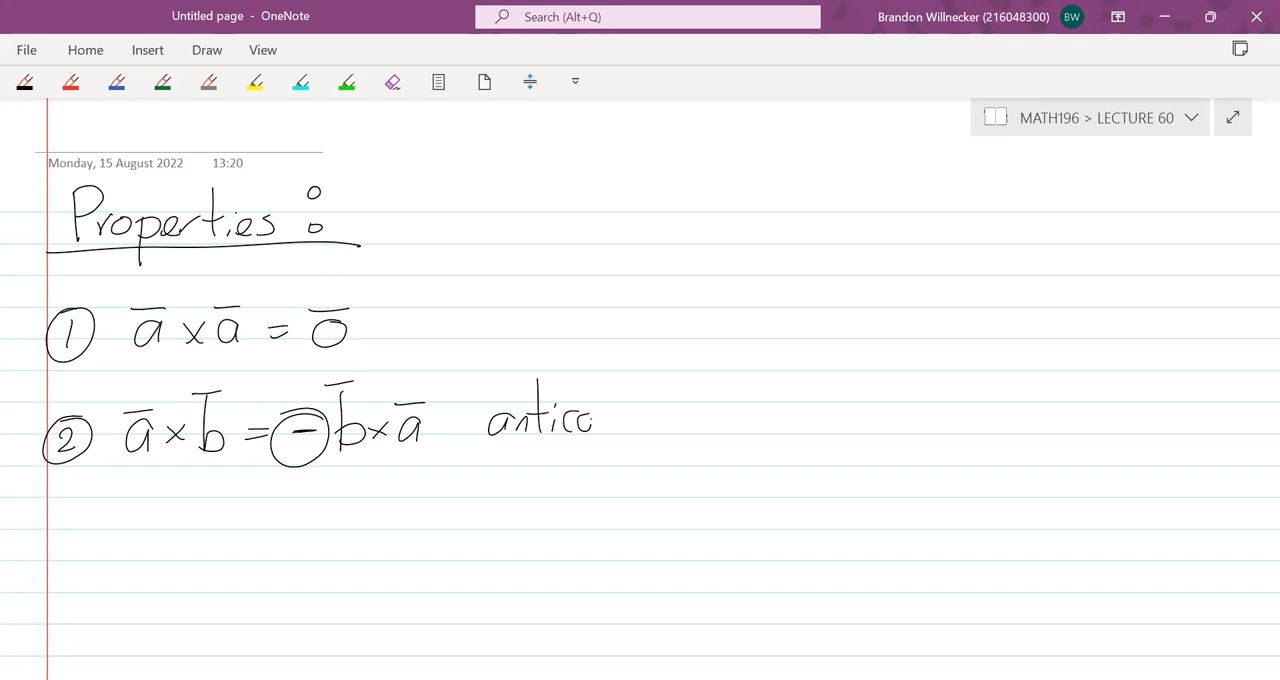 Untitled page - OneNote
Search (Alt+Q)
Brandon Willnecker (216048300)
BW
File Home Insert Draw View
MATH196 > LECTURE 60
Monday, 15 August 2022 13:20
Properties :
① a̅ × a̅ = 0̅
② a̅ × b̅ = - b̅ × a̅ antico